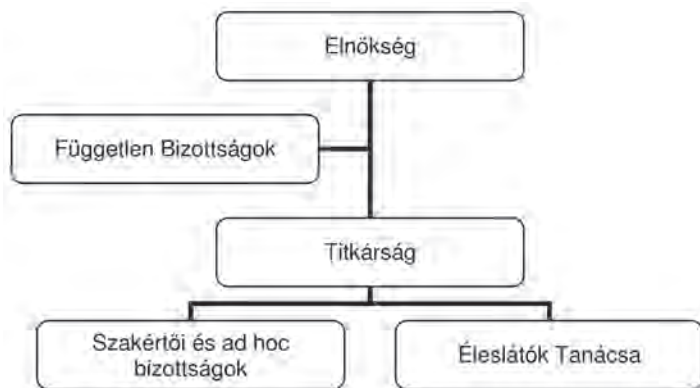 Elnökség
Független Bizottságok
Titkárság
Szakértői és ad hoc
bizottságok
Éleslátók Tanácsa